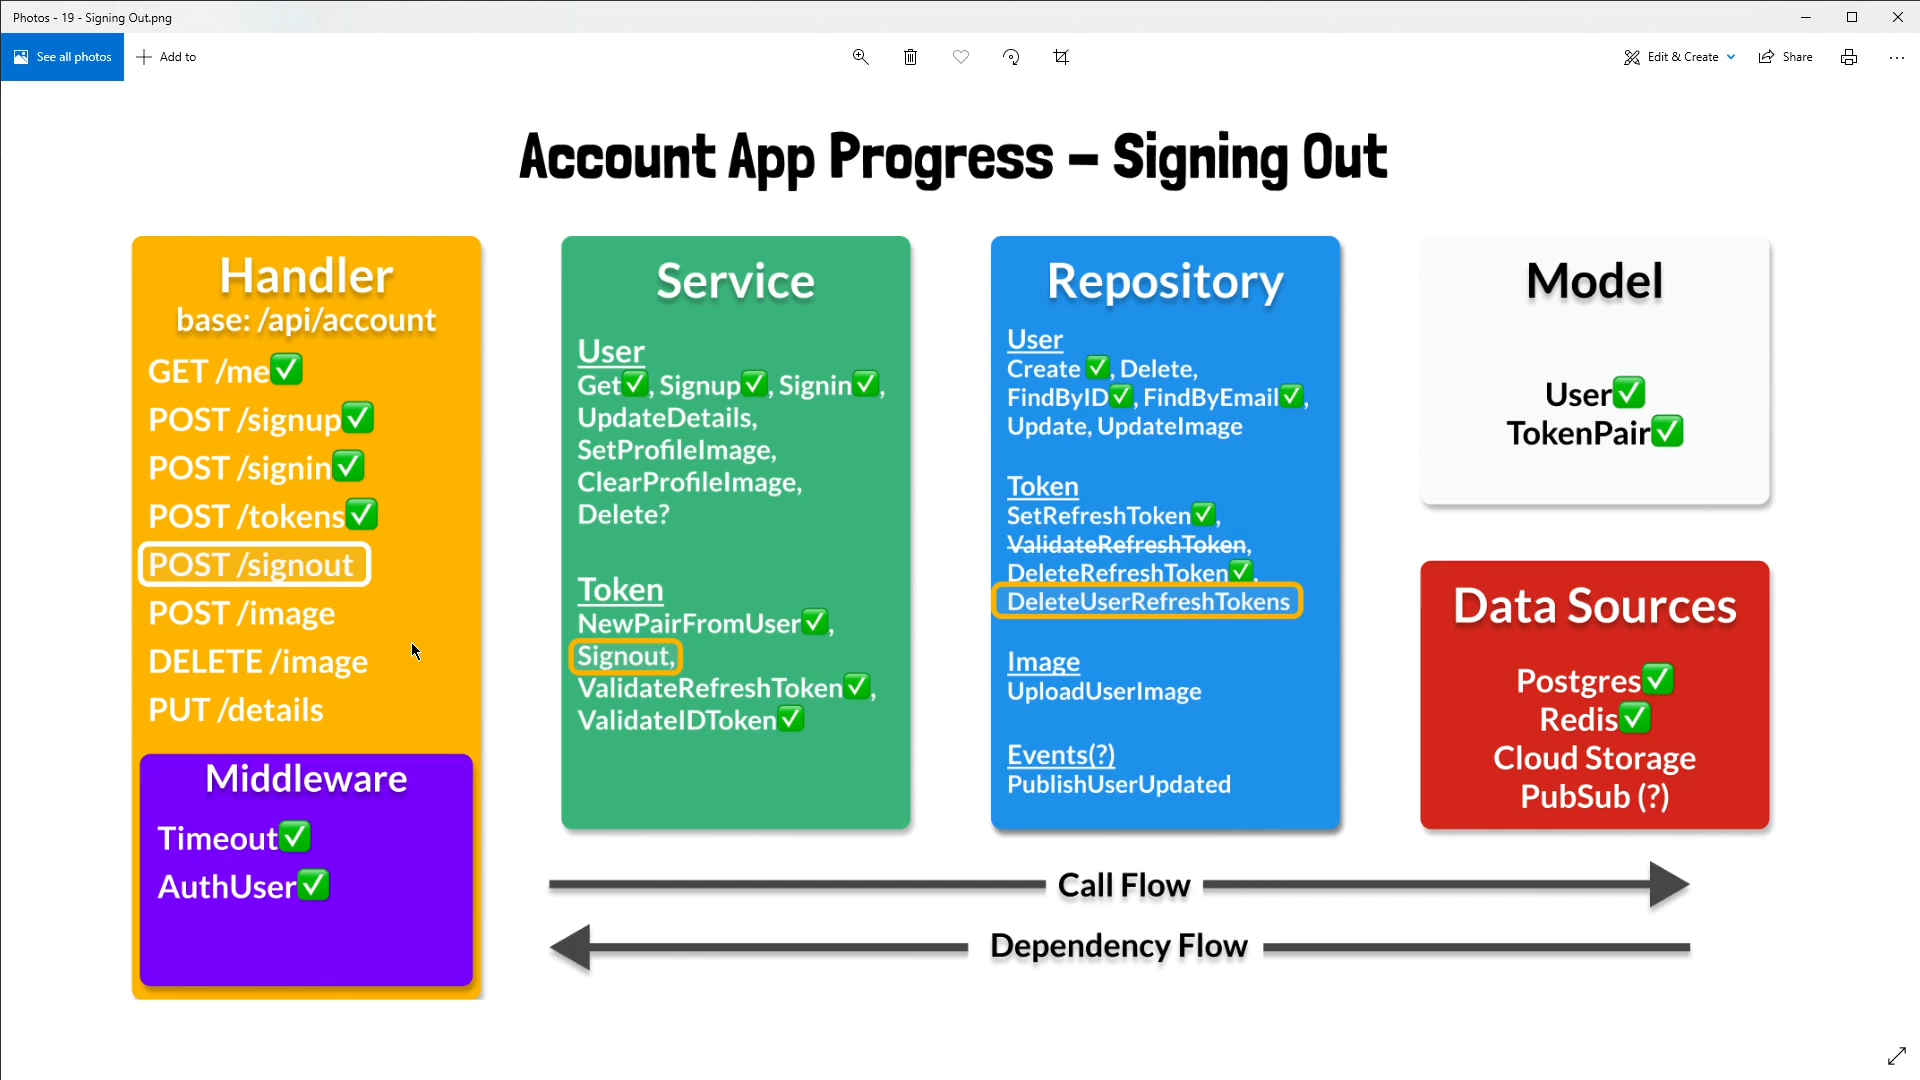 Photos - 19 - Signing Out.png
See all photos
Add to
Edit & Create
Share
Account App Progress - Signing Out
Handler
base: /api/account
GET /me✅
POST /signup✅
POST /signin✅
POST /tokens✅
POST /signout
POST /image
DELETE /image
PUT /details
Middleware
Timeout✅
AuthUser✅
Service
User
Get✅, Signup✅, Signin✅,
UpdateDetails,
SetProfileImage,
ClearProfileImage,
Delete?
Token
NewPairFromUser✅,
Signout,
ValidateRefreshToken✅,
ValidateIDToken✅
Repository
User
Create ✅, Delete,
FindByID✅, FindByEmail✅,
Update, UpdateImage
Token
SetRefreshToken✅,
ValidateRefreshToken,
DeleteRefreshToken✅,
DeleteUserRefreshTokens
Image
UploadUserImage
Events(?)
PublishUserUpdated
Model
User✅
TokenPair✅
Data Sources
Postgres✅
Redis✅
Cloud Storage
PubSub (?)
Call Flow
Dependency Flow